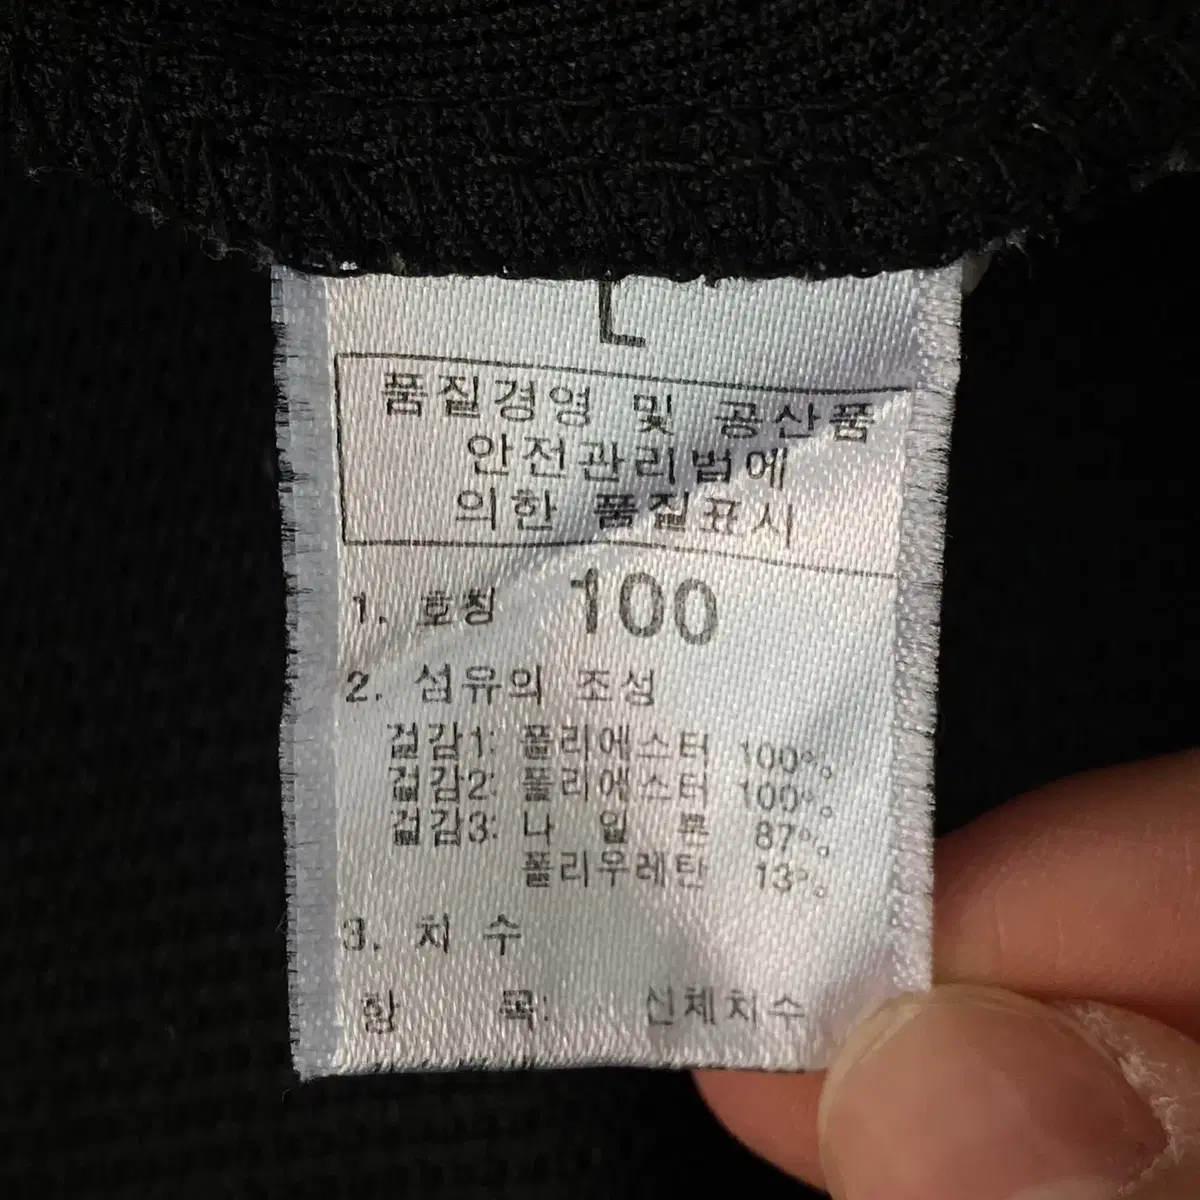 L
품질경영 및 공산품
안전관리법에
의한 품질표시
1. 호칭 100
2. 섬유의 조성
겉감1: 폴리에스터 100%
겉감2: 폴리에스터 100%
겉감3: 나 일 론 87%
폴리우레탄 13%
3. 치 수
항 목: 신체치수